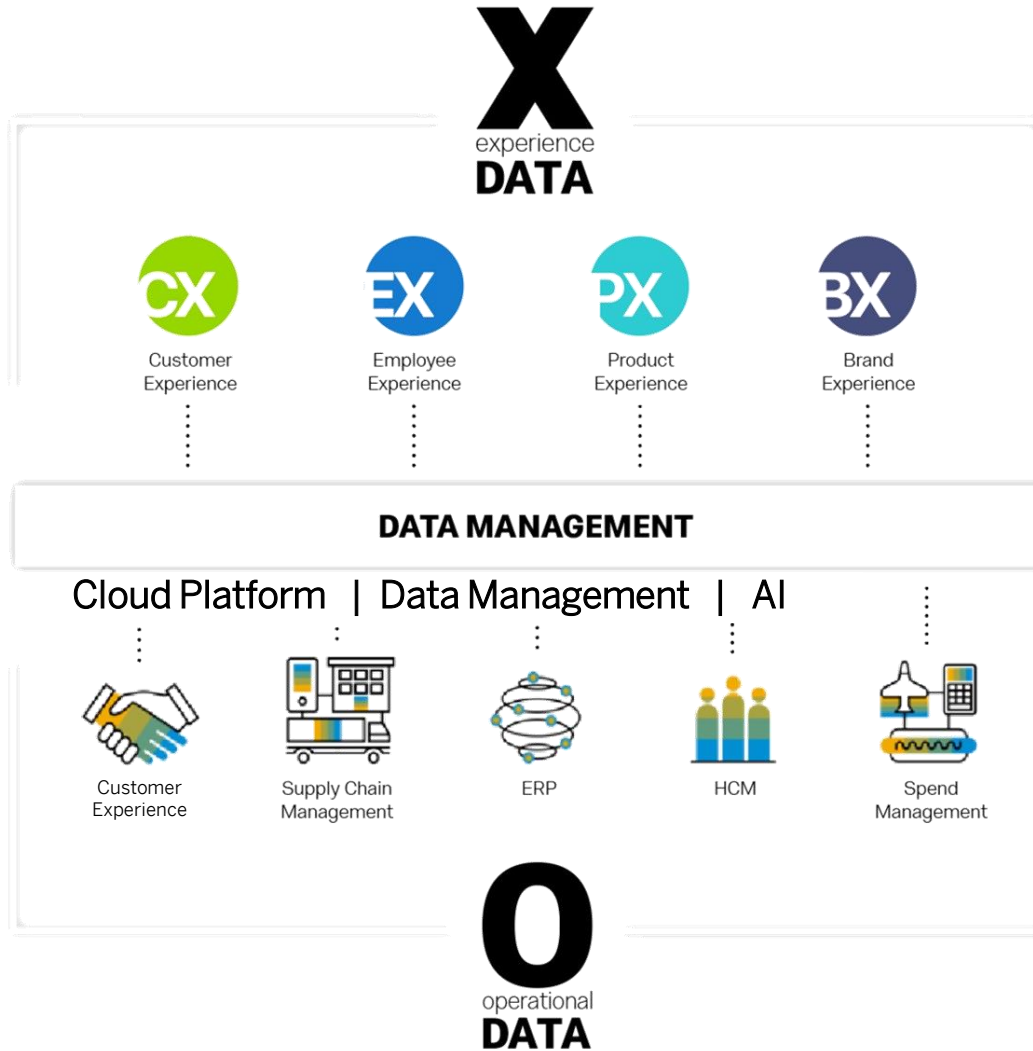 X
experience
DATA
CX
EX
PX
BX
Customer
Experience
Employee
Experience
Product
Experience
Brand
Experience
DATA MANAGEMENT
Cloud Platform | Data Management | AI
Customer
Experience
Supply Chain
Management
ERP
HCM
Spend
Management
O
operational
DATA